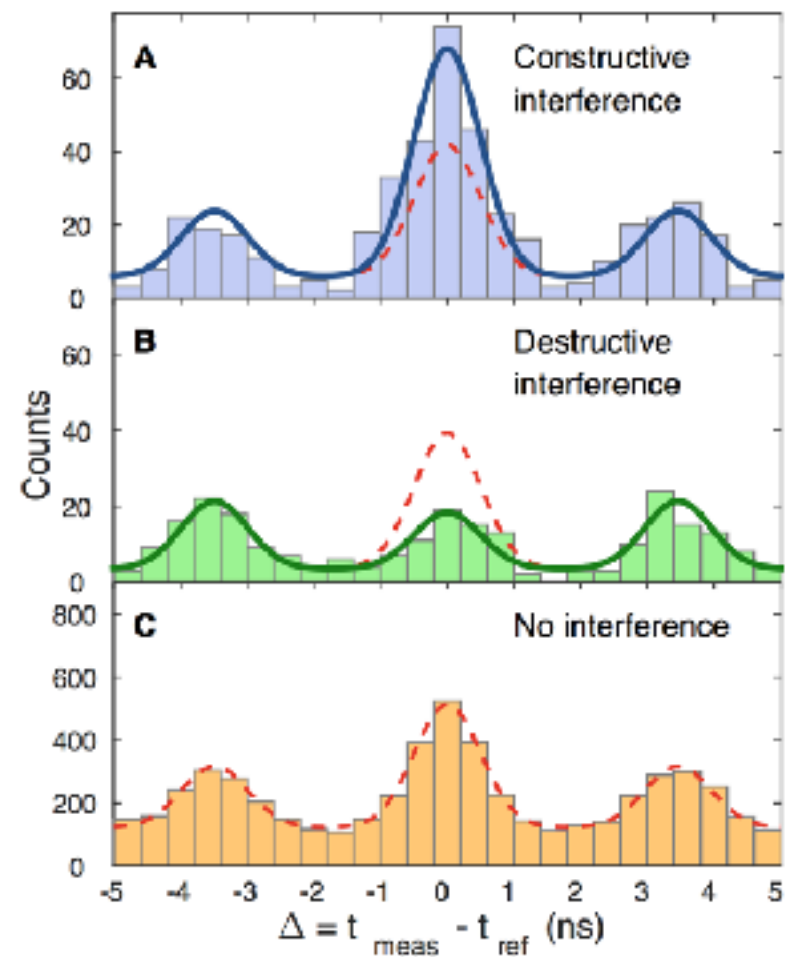 A
Constructive
interference
60
40
20
0
B
Destructive
interference
60
40
20
0
Counts
C
No interference
800
600
400
200
0
-5 -4 -3 -2 -1 0 1 2 3 4 5
Δ = t meas - t ref (ns)